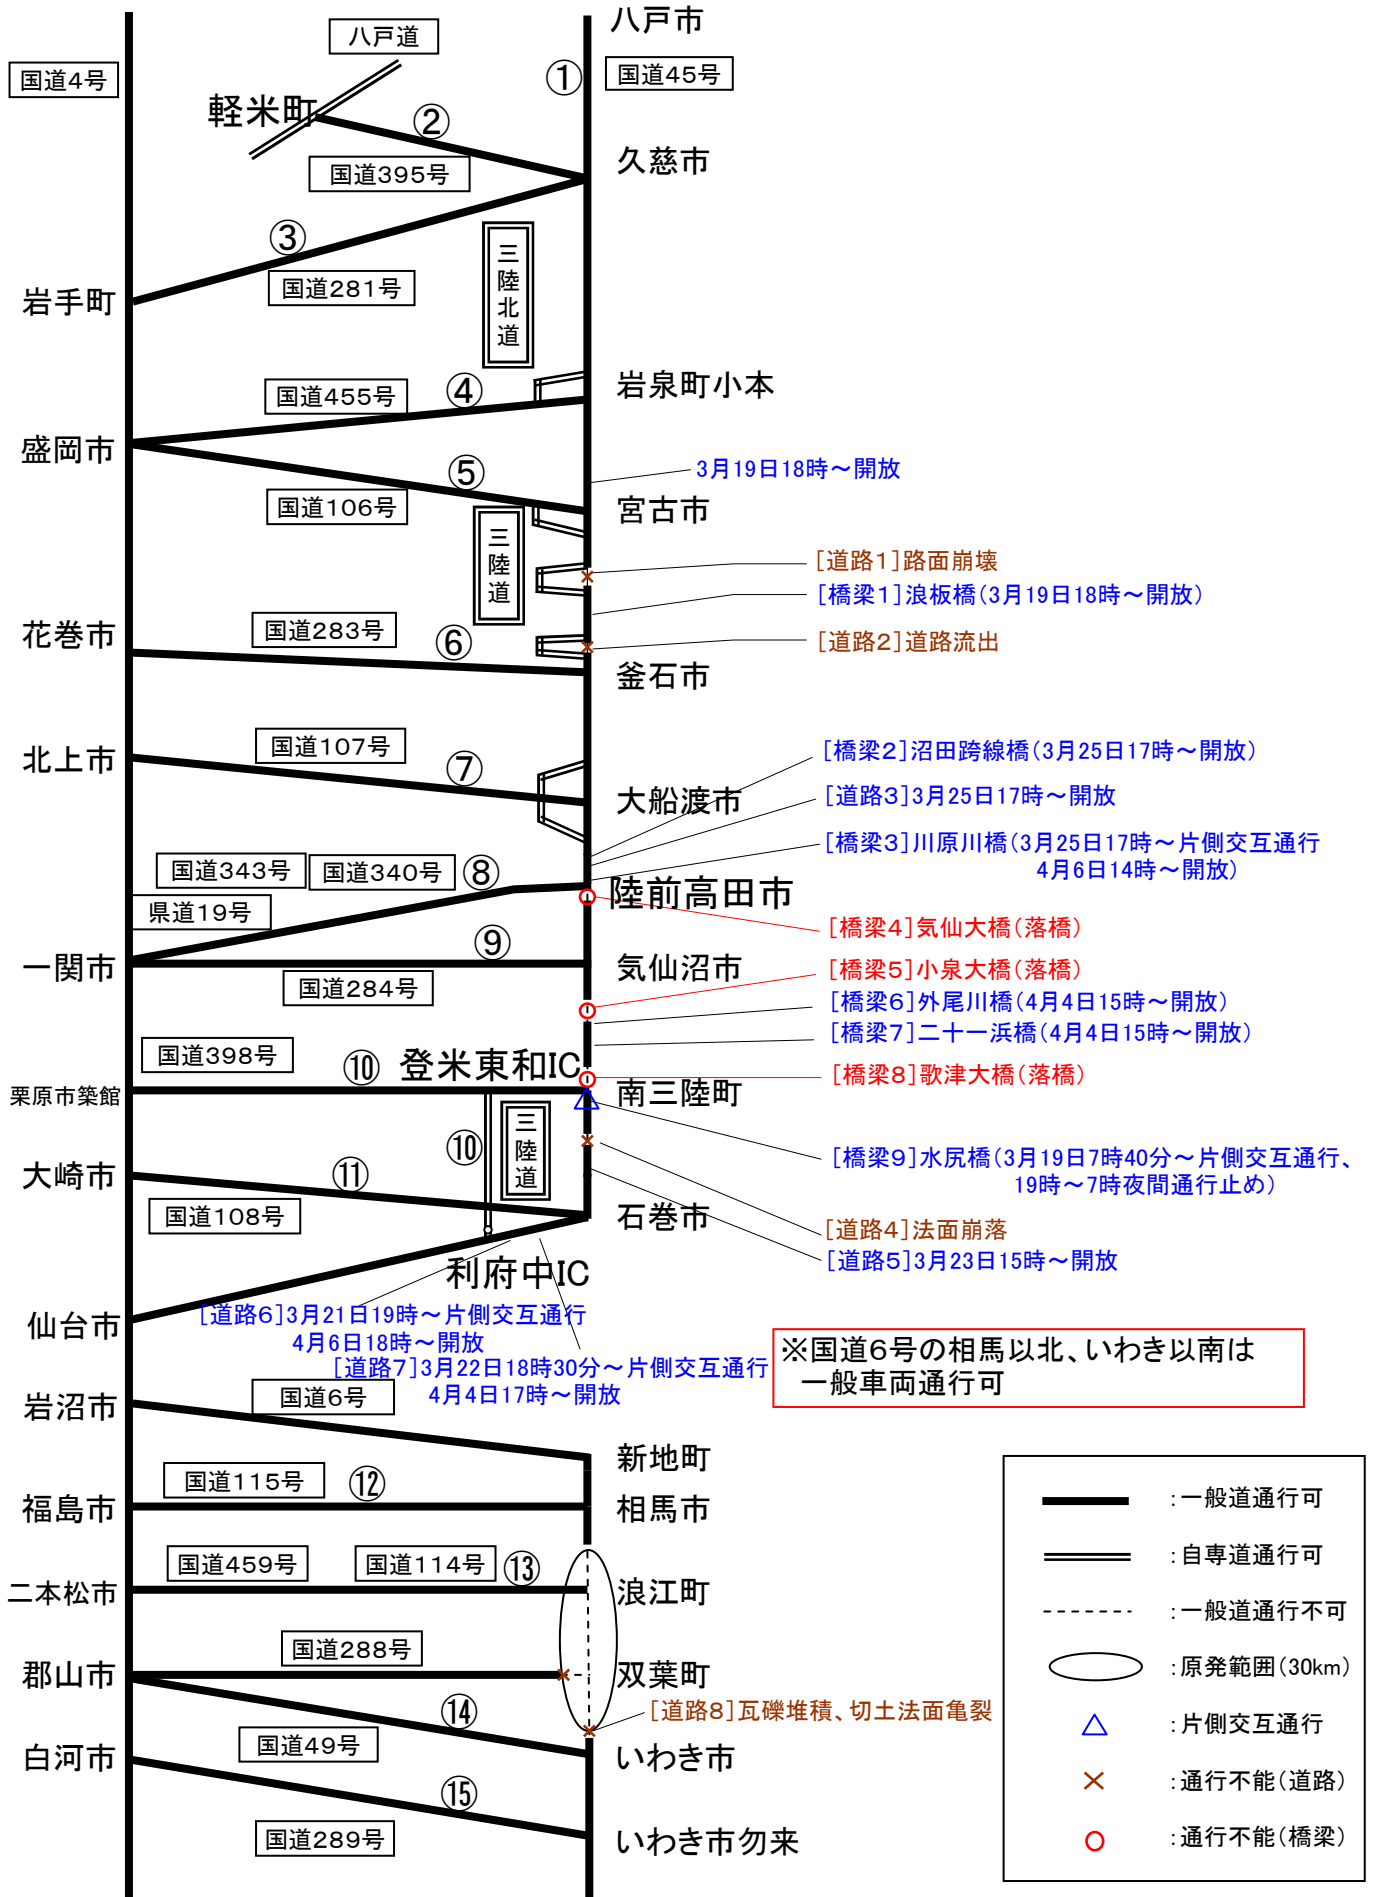 八戸市
八戸道
国道4号
①
国道45号
軽米町
②
久慈市
国道395号
③
三陸北道
国道281号
岩手町
岩泉町小本
国道455号
④
盛岡市
⑤
3月19日18時～開放
国道106号
宮古市
三陸道
[道路1]路面崩壊
[橋梁1]浪板橋(3月19日18時～開放)
花巻市
国道283号
⑥
[道路2]道路流出
釜石市
北上市
国道107号
⑦
[橋梁2]沼田跨線橋(3月25日17時～開放)
大船渡市
[道路3]3月25日17時～開放
[橋梁3]川原川橋(3月25日17時～片側交互通行
4月6日14時～開放)
国道343号
国道340号
⑧
陸前高田市
県道19号
[橋梁4]気仙大橋(落橋)
⑨
一関市
気仙沼市
[橋梁5]小泉大橋(落橋)
国道284号
[橋梁6]外尾川橋(4月4日15時～開放)
[橋梁7]二十一浜橋(4月4日15時～開放)
国道398号
⑩
登米東和IC
[橋梁8]歌津大橋(落橋)
栗原市築館
南三陸町
⑩
三陸道
[橋梁9]水尻橋(3月19日7時40分～片側交互通行、
19時～7時夜間通行止め)
大崎市
⑪
国道108号
石巻市
[道路4]法面崩落
[道路5]3月23日15時～開放
利府中IC
仙台市
[道路6]3月21日19時～片側交互通行
4月6日18時～開放
[道路7]3月22日18時30分～片側交互通行
4月4日17時～開放
※国道6号の相馬以北、いわき以南は
一般車両通行可
岩沼市
国道6号
新地町
国道115号
⑫
福島市
相馬市
国道459号
国道114号
⑬
二本松市
浪江町
国道288号
郡山市
双葉町
[道路8]瓦礫堆積、切土法面亀裂
⑭
国道49号
白河市
いわき市
⑮
国道289号
いわき市勿来
:一般道通行可
:自専道通行可
:一般道通行不可
:原発範囲(30km)
:片側交互通行
:通行不能(道路)
:通行不能(橋梁)